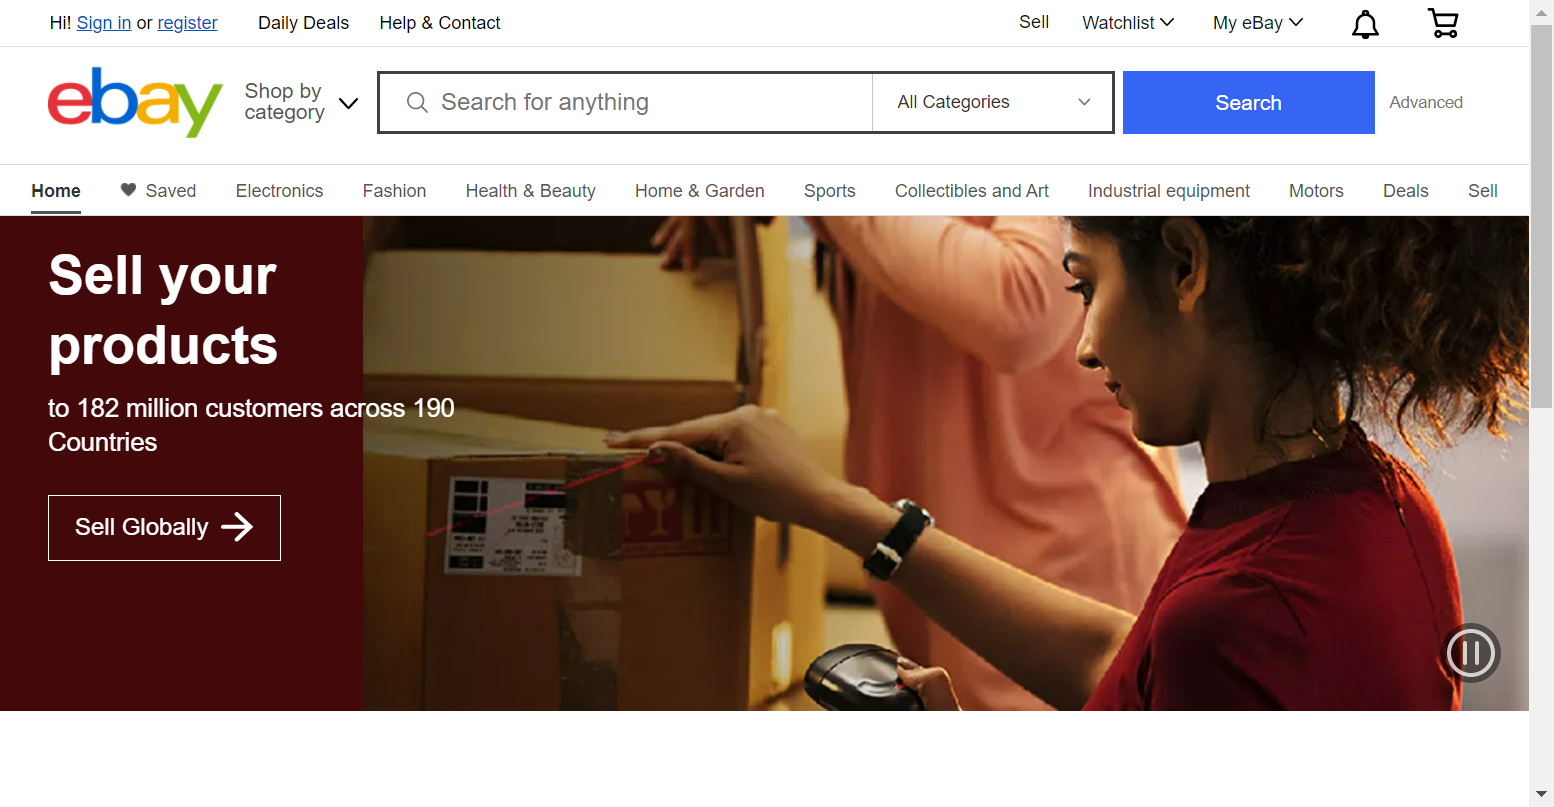 Hi! Sign in or register
Daily Deals
Help & Contact
Sell
Watchlist
My eBay
ebay
Shop by
category
Search for anything
All Categories
Search
Advanced
Home
Saved
Electronics
Fashion
Health & Beauty
Home & Garden
Sports
Collectibles and Art
Industrial equipment
Motors
Deals
Sell
Sell your
products
to 182 million customers across 190
Countries
Sell Globally